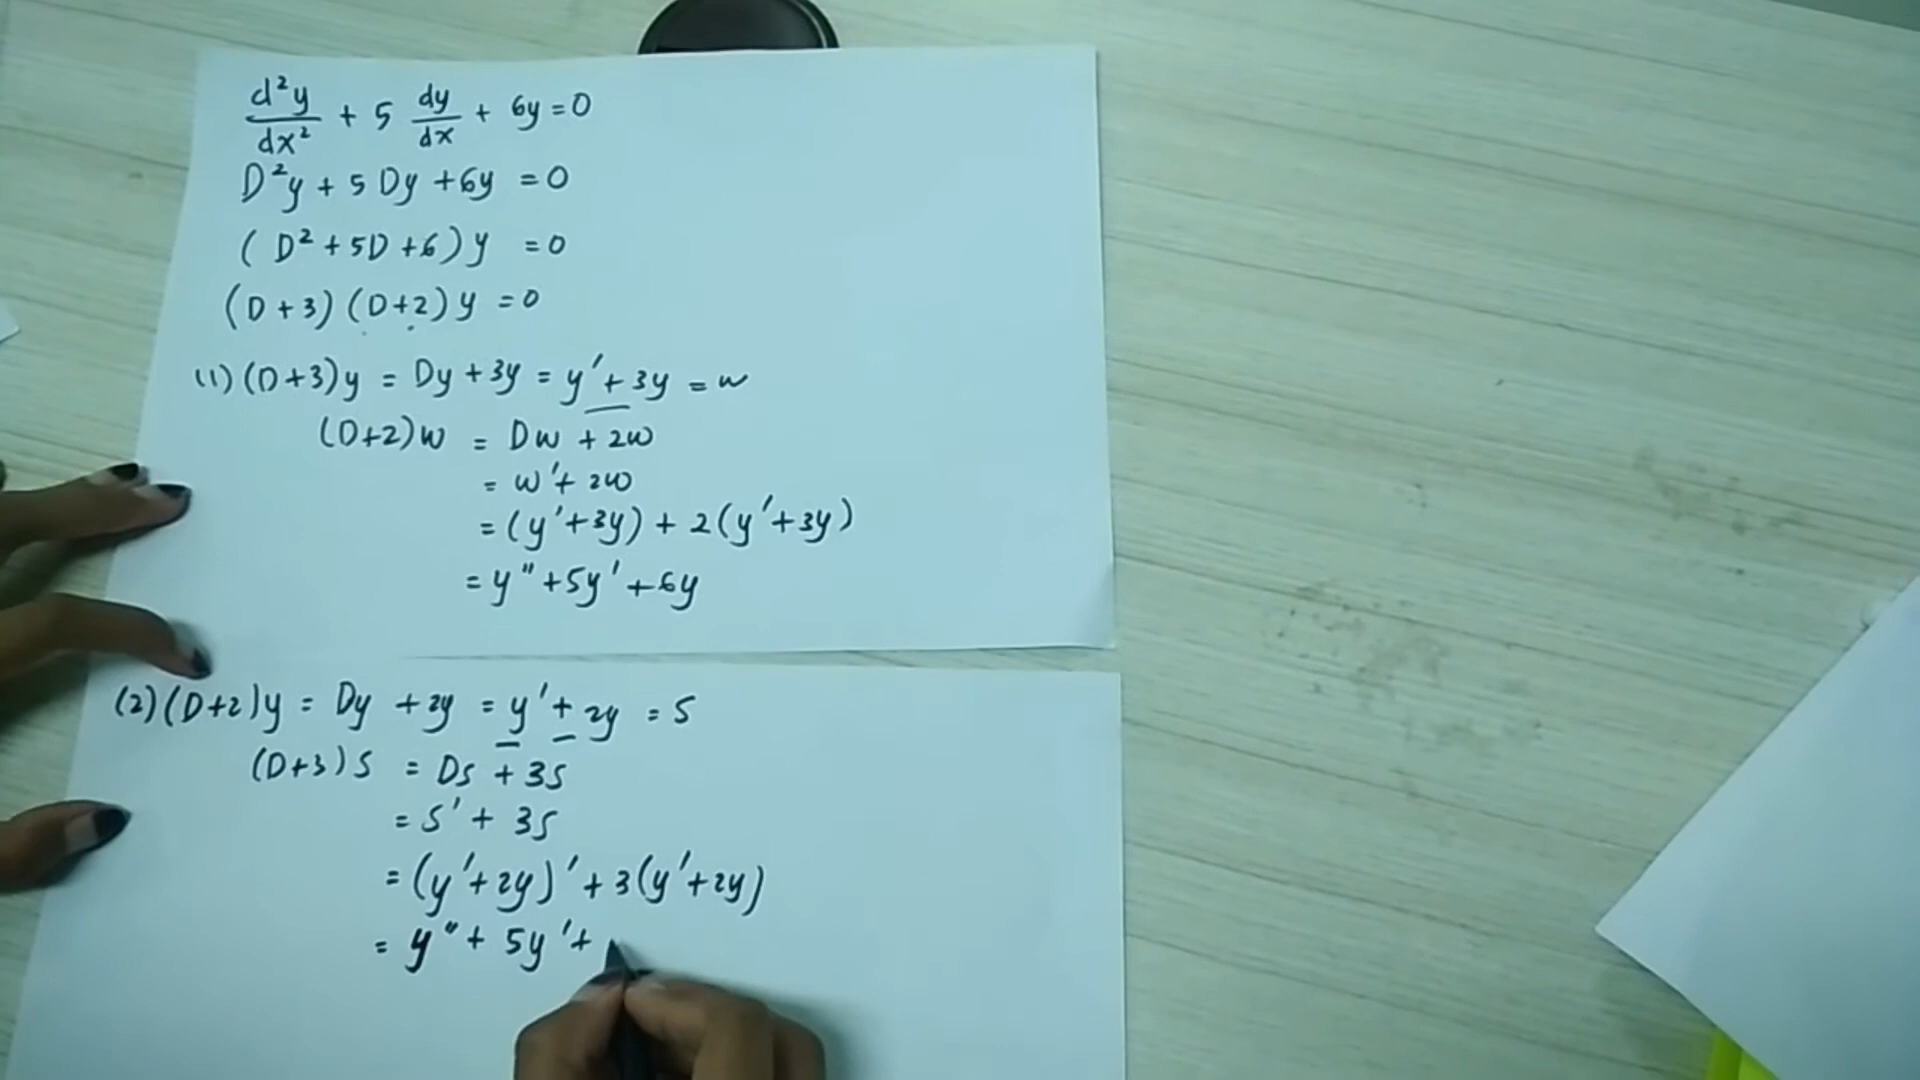 d²y/dx² + 5 dy/dx + 6y = 0
D²y + 5 Dy + 6y = 0
( D² + 5D + 6 ) y = 0
(D + 3) (D + 2) y = 0
(1) (D+3)y = Dy + 3y = y' + 3y = w
(D+2)w = Dw + 2w
= w' + 2w
= (y' + 3y) + 2(y' + 3y)
= y" + 5y' + 6y
(2) (D+2)y = Dy + 2y = y' + 2y = S
(D+3)S = DS + 3S
= S' + 3S
= (y' + 2y)' + 3(y' + 2y)
= y" + 5y' +